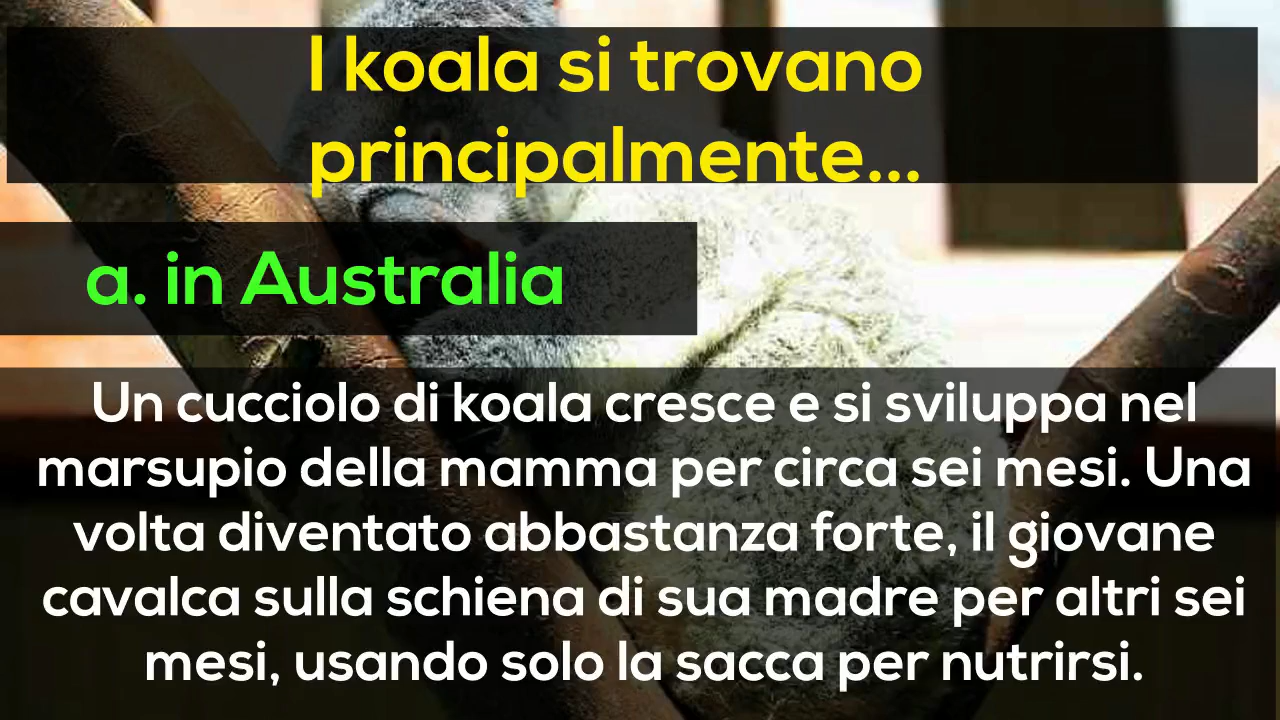 I koala si trovano
principalmente...
a. in Australia
Un cucciolo di koala cresce e si sviluppa nel
marsupio della mamma per circa sei mesi. Una
volta diventato abbastanza forte, il giovane
cavalca sulla schiena di sua madre per altri sei
mesi, usando solo la sacca per nutrirsi.